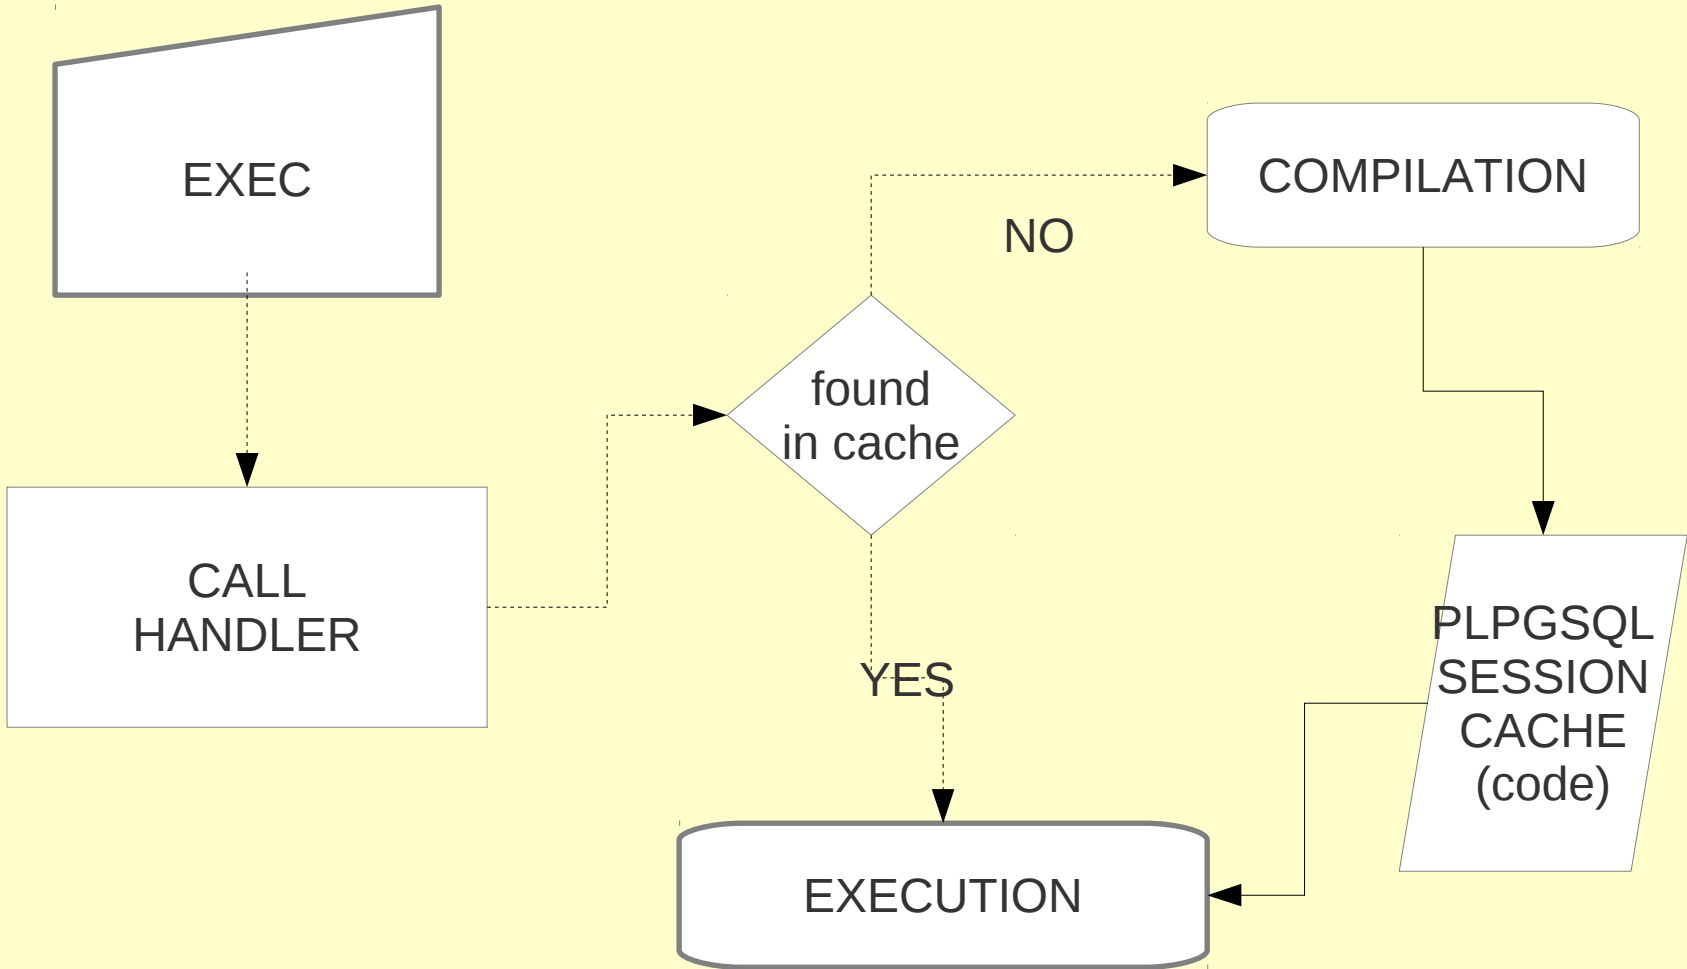 EXEC
COMPILATION
NO
found
in cache
CALL
HANDLER
PLPGSQL
SESSION
CACHE
(code)
YES
EXECUTION